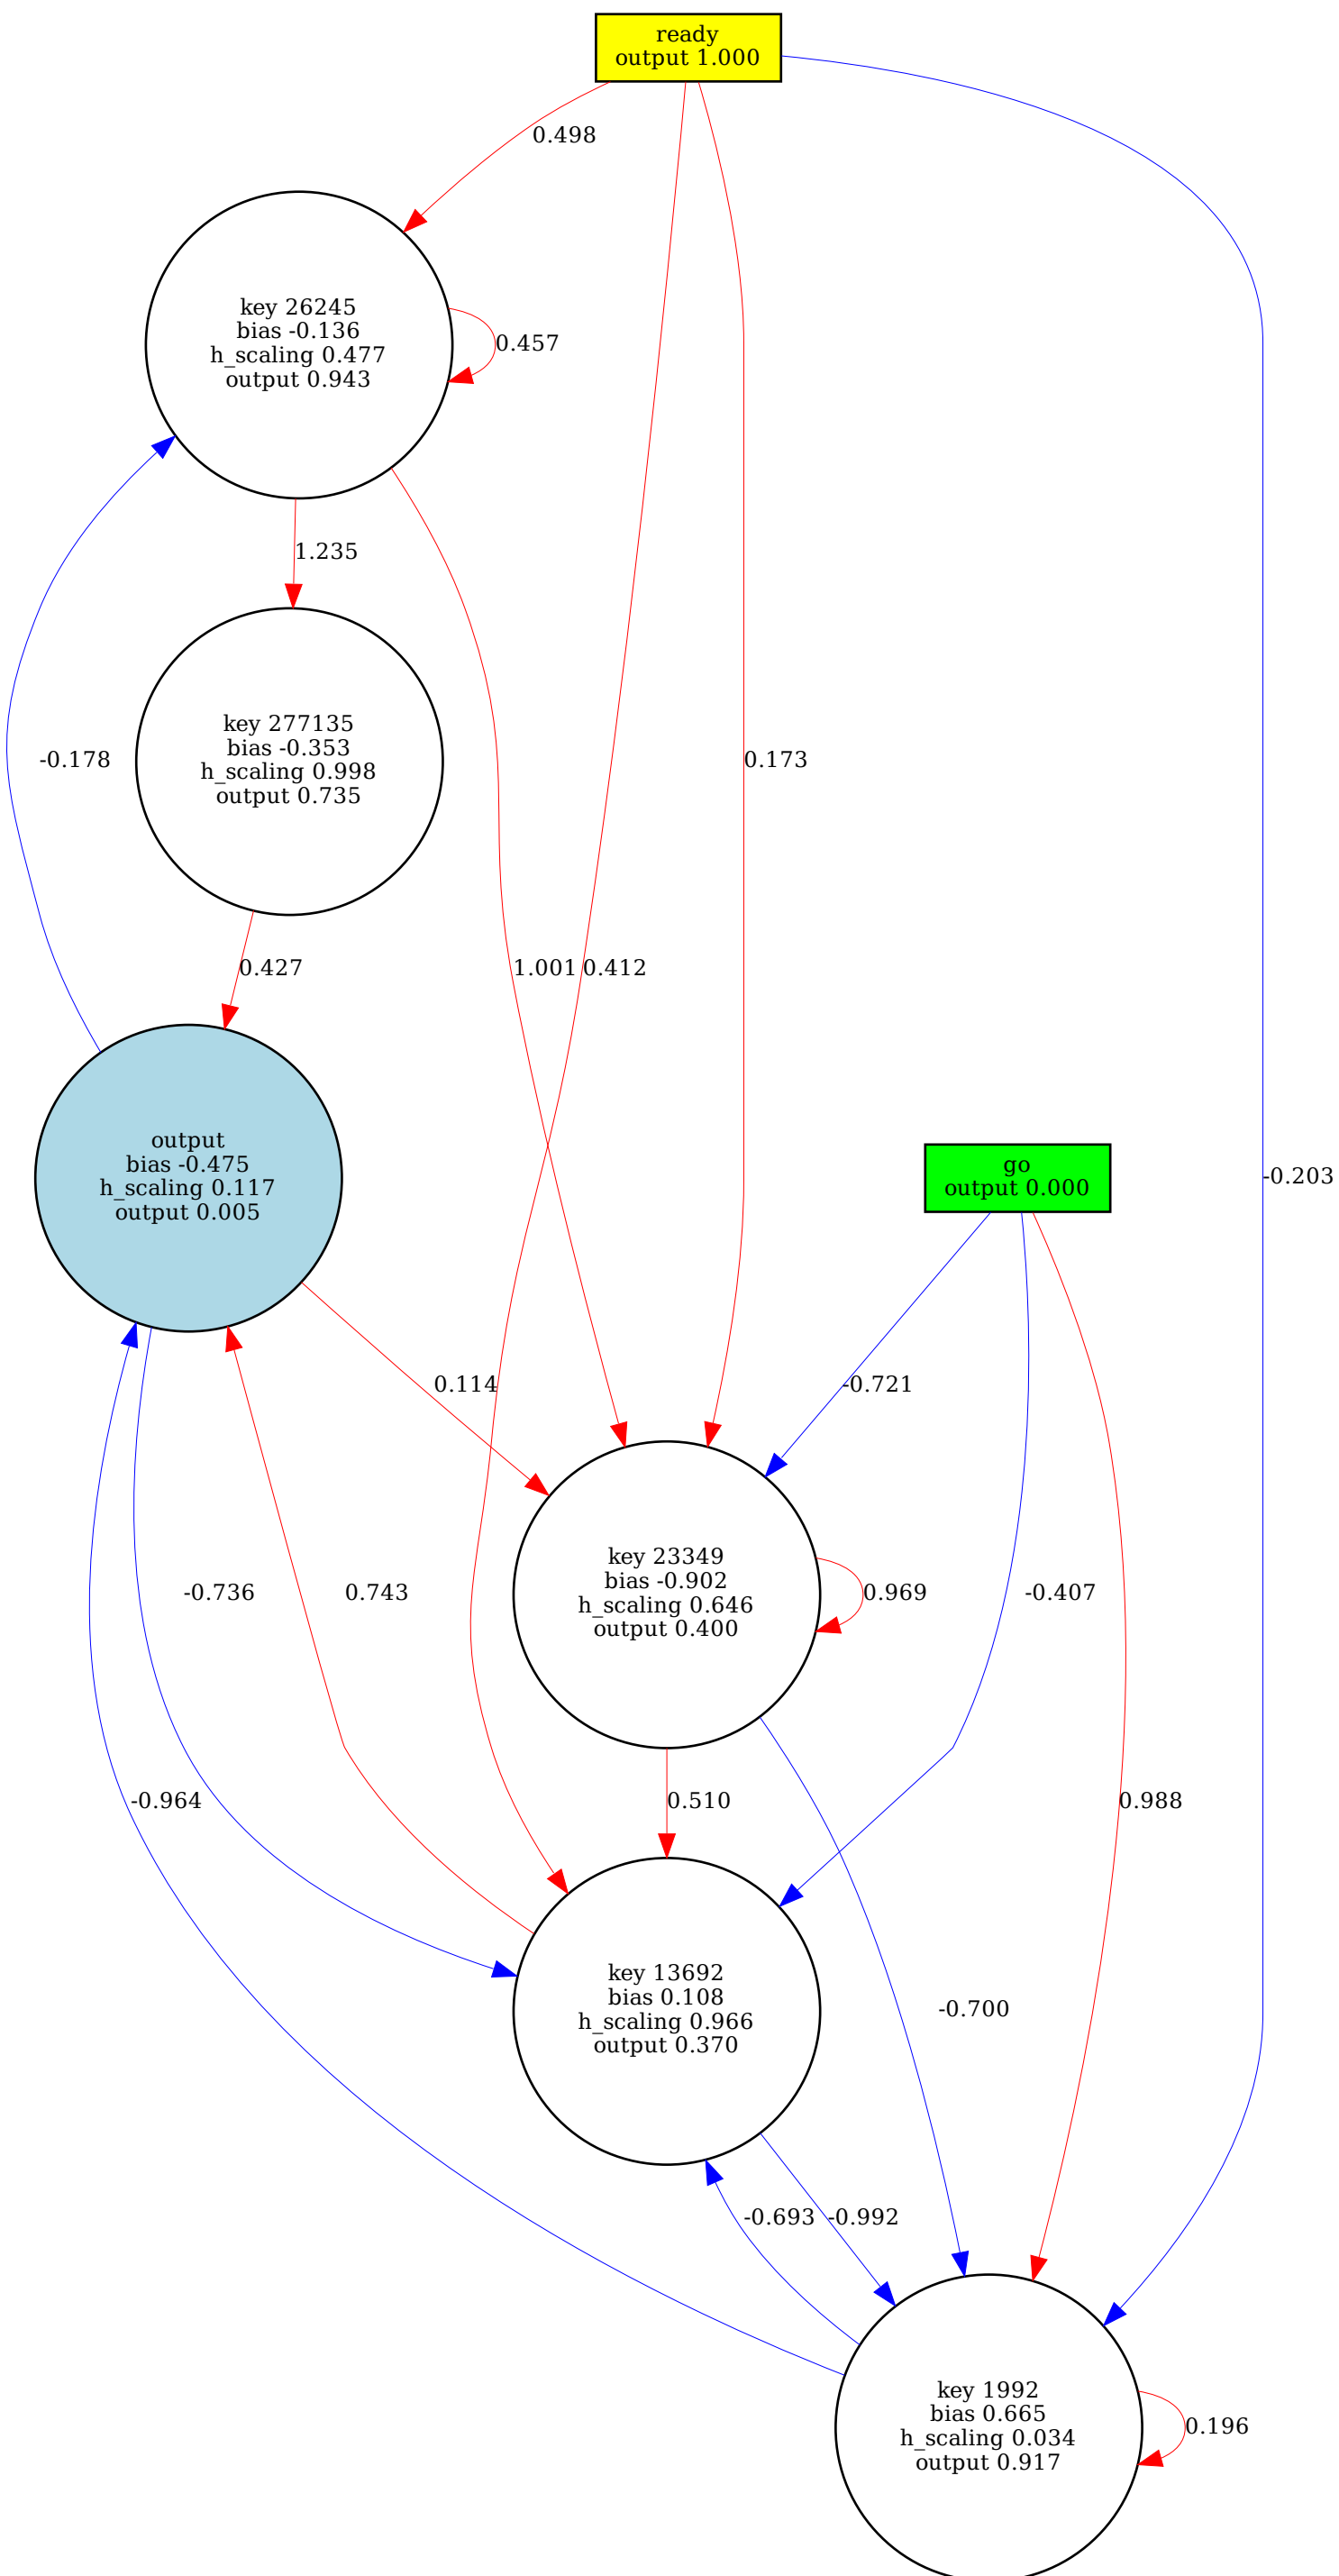 ready
output 1.000
0.498
key 26245
bias -0.136
h_scaling 0.477
output 0.943
0.457
1.235
key 277135
bias -0.353
h_scaling 0.998
output 0.735
-0.178
0.173
0.427
1.001
0.412
output
bias -0.475
h_scaling 0.117
output 0.005
go
output 0.000
-0.203
0.114
-0.721
key 23349
bias -0.902
h_scaling 0.646
output 0.400
-0.736
0.743
0.969
-0.407
-0.964
0.510
0.988
key 13692
bias 0.108
h_scaling 0.966
output 0.370
-0.700
-0.693
-0.992
key 1992
bias 0.665
h_scaling 0.034
output 0.917
0.196